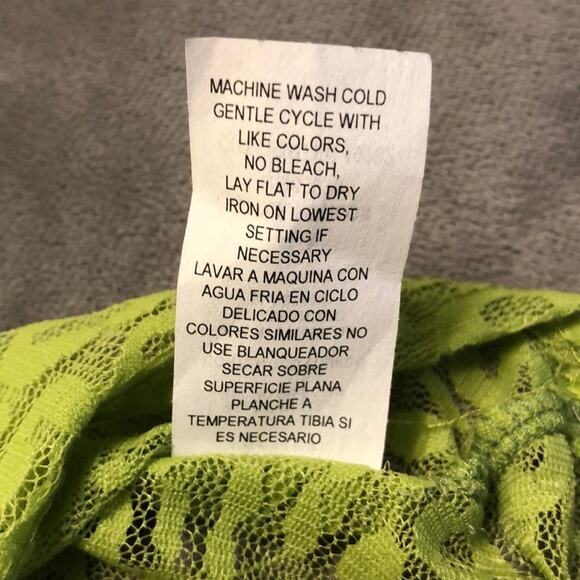 MACHINE WASH COLD
GENTLE CYCLE WITH
LIKE COLORS,
NO BLEACH,
LAY FLAT TO DRY
IRON ON LOWEST
SETTING IF
NECESSARY
LAVAR A MAQUINA CON
AGUA FRIA EN CICLO
DELICADO CON
COLORES SIMILARES NO
USE BLANQUEADOR
SECAR SOBRE
SUPERFICIE PLANA
PLANCHE A
TEMPERATURA TIBIA SI
ES NECESARIO